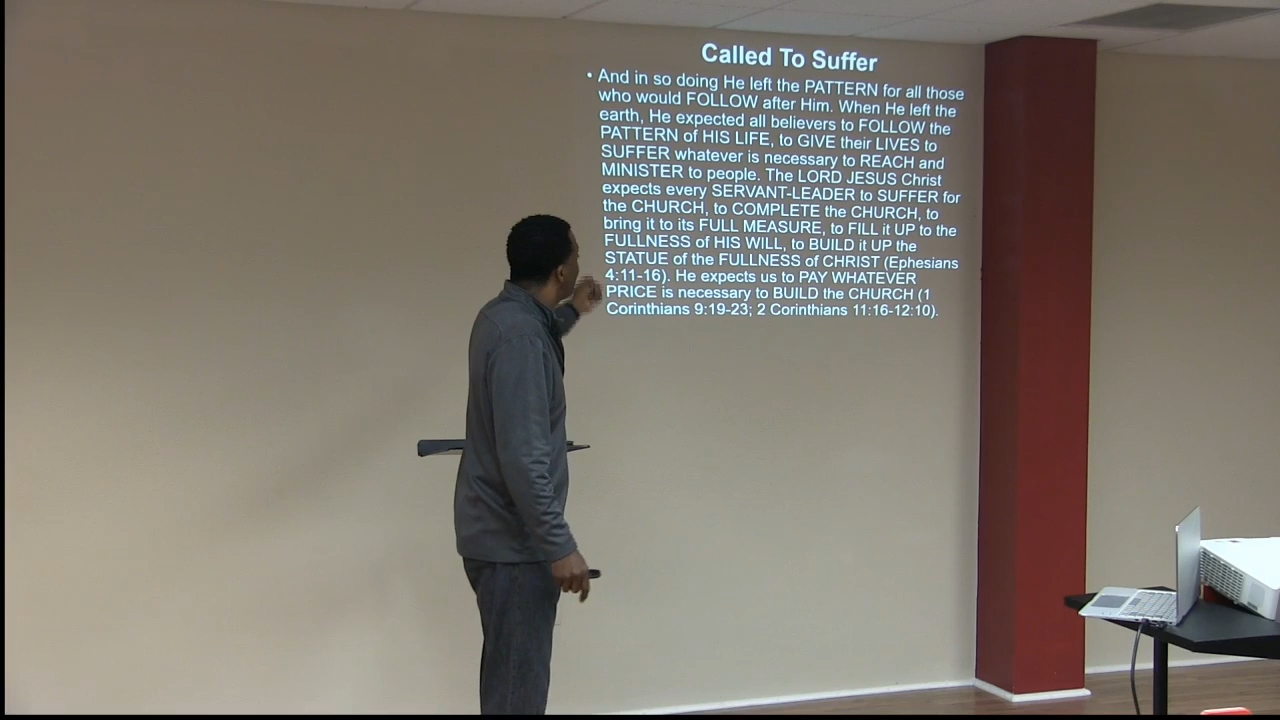 Called To Suffer
• And in so doing He left the PATTERN for all those
who would FOLLOW after Him. When He left the
earth, He expected all believers to FOLLOW the
PATTERN of HIS LIFE, to GIVE their LIVES to
SUFFER whatever is necessary to REACH and
MINISTER to people. The LORD JESUS Christ
expects every SERVANT-LEADER to SUFFER for
the CHURCH, to COMPLETE the CHURCH, to
bring it to its FULL MEASURE, to FILL it UP to the
FULLNESS of HIS WILL, to BUILD it UP the
STATUE of the FULLNESS of CHRIST (Ephesians
4:11-16). He expects us to PAY WHATEVER
PRICE is necessary to BUILD the CHURCH (1
Corinthians 9:19-23; 2 Corinthians 11:16-12:10).